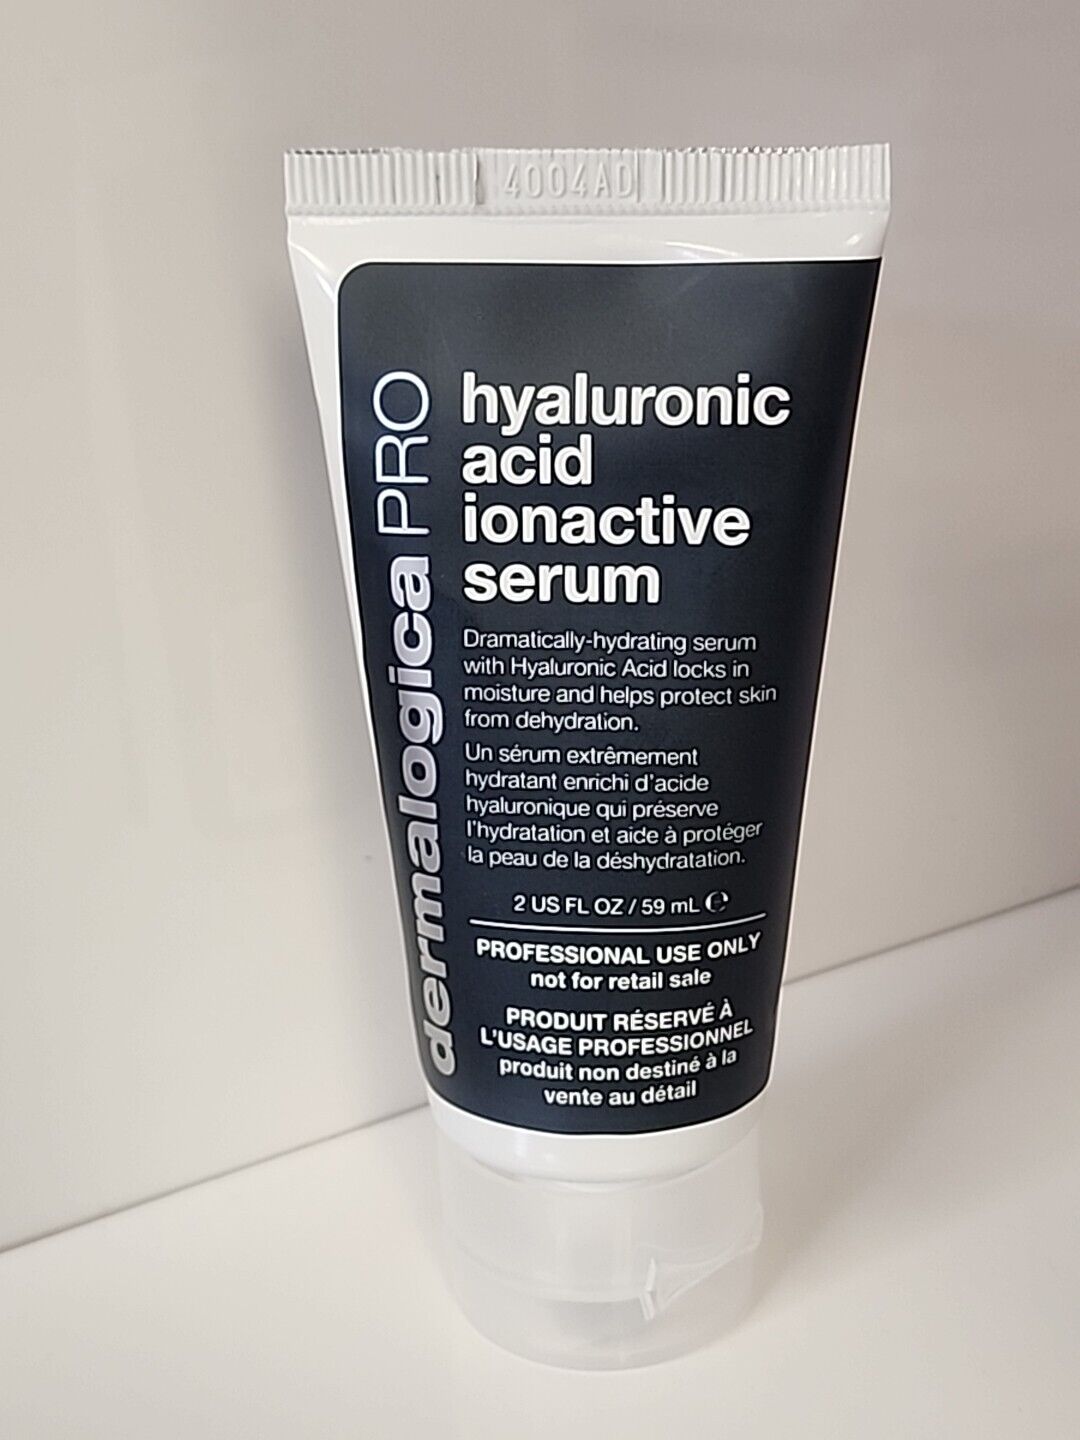 4004AD
dermalogica PRO
hyaluronic
acid
ionactive
serum
Dramatically-hydrating serum
with Hyaluronic Acid locks in
moisture and helps protect skin
from dehydration.
Un sérum extrêmement
hydratant enrichi d'acide
hyaluronique qui préserve
l'hydratation et aide à protéger
la peau de la déshydratation.
2 US FL OZ / 59 mL ℮
PROFESSIONAL USE ONLY
not for retail sale
PRODUIT RÉSERVÉ À
L'USAGE PROFESSIONNEL
produit non destiné à la
vente au détail